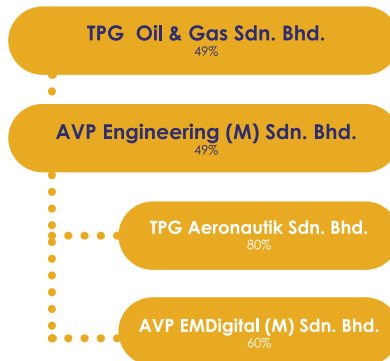 TPG Oil & Gas Sdn. Bhd.
49%
AVP Engineering (M) Sdn. Bhd.
49%
TPG Aeronautik Sdn. Bhd.
80%
AVP EMDigital (M) Sdn. Bhd.
60%